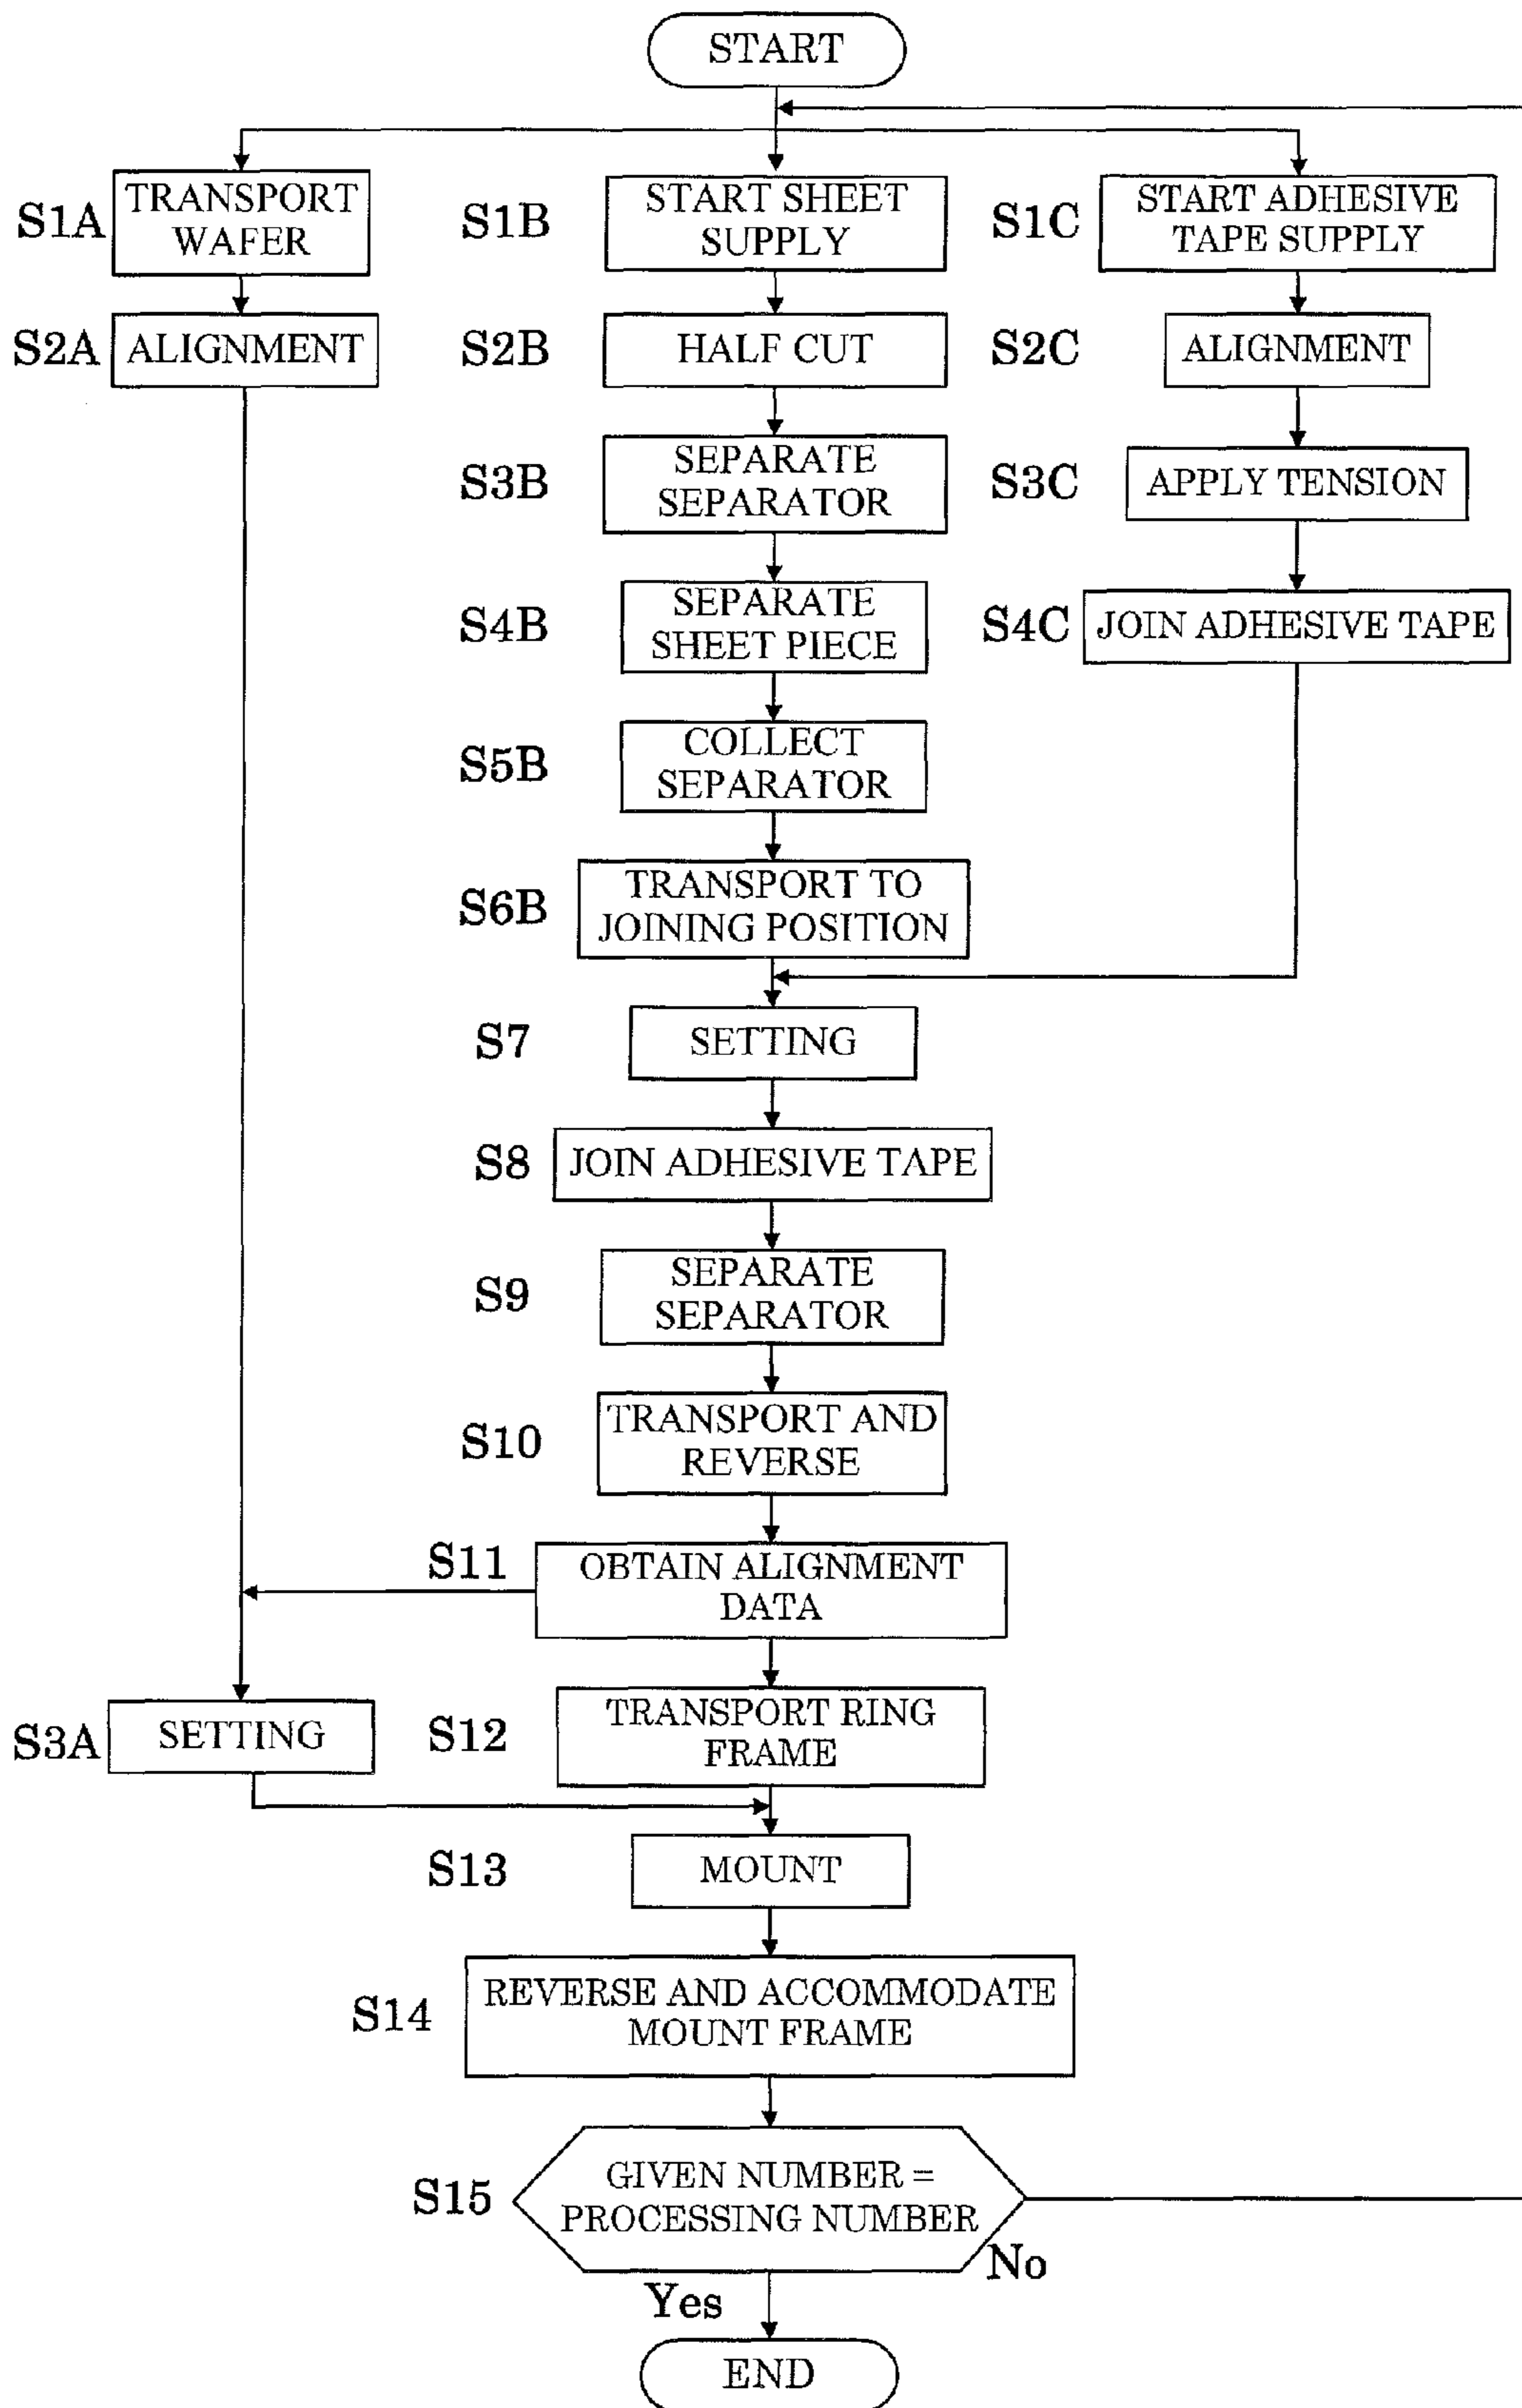 START
S1A
TRANSPORT
WAFER
S1B
START SHEET
SUPPLY
S1C
START ADHESIVE
TAPE SUPPLY
S2A
ALIGNMENT
S2B
HALF CUT
S2C
ALIGNMENT
S3B
SEPARATE
SEPARATOR
S3C
APPLY TENSION
S4B
SEPARATE
SHEET PIECE
S4C
JOIN ADHESIVE TAPE
S5B
COLLECT
SEPARATOR
S6B
TRANSPORT TO
JOINING POSITION
S7
SETTING
S8
JOIN ADHESIVE TAPE
S9
SEPARATE
SEPARATOR
S10
TRANSPORT AND
REVERSE
S11
OBTAIN ALIGNMENT
DATA
S3A
SETTING
S12
TRANSPORT RING
FRAME
S13
MOUNT
S14
REVERSE AND ACCOMMODATE
MOUNT FRAME
S15
GIVEN NUMBER =
PROCESSING NUMBER
No
Yes
END